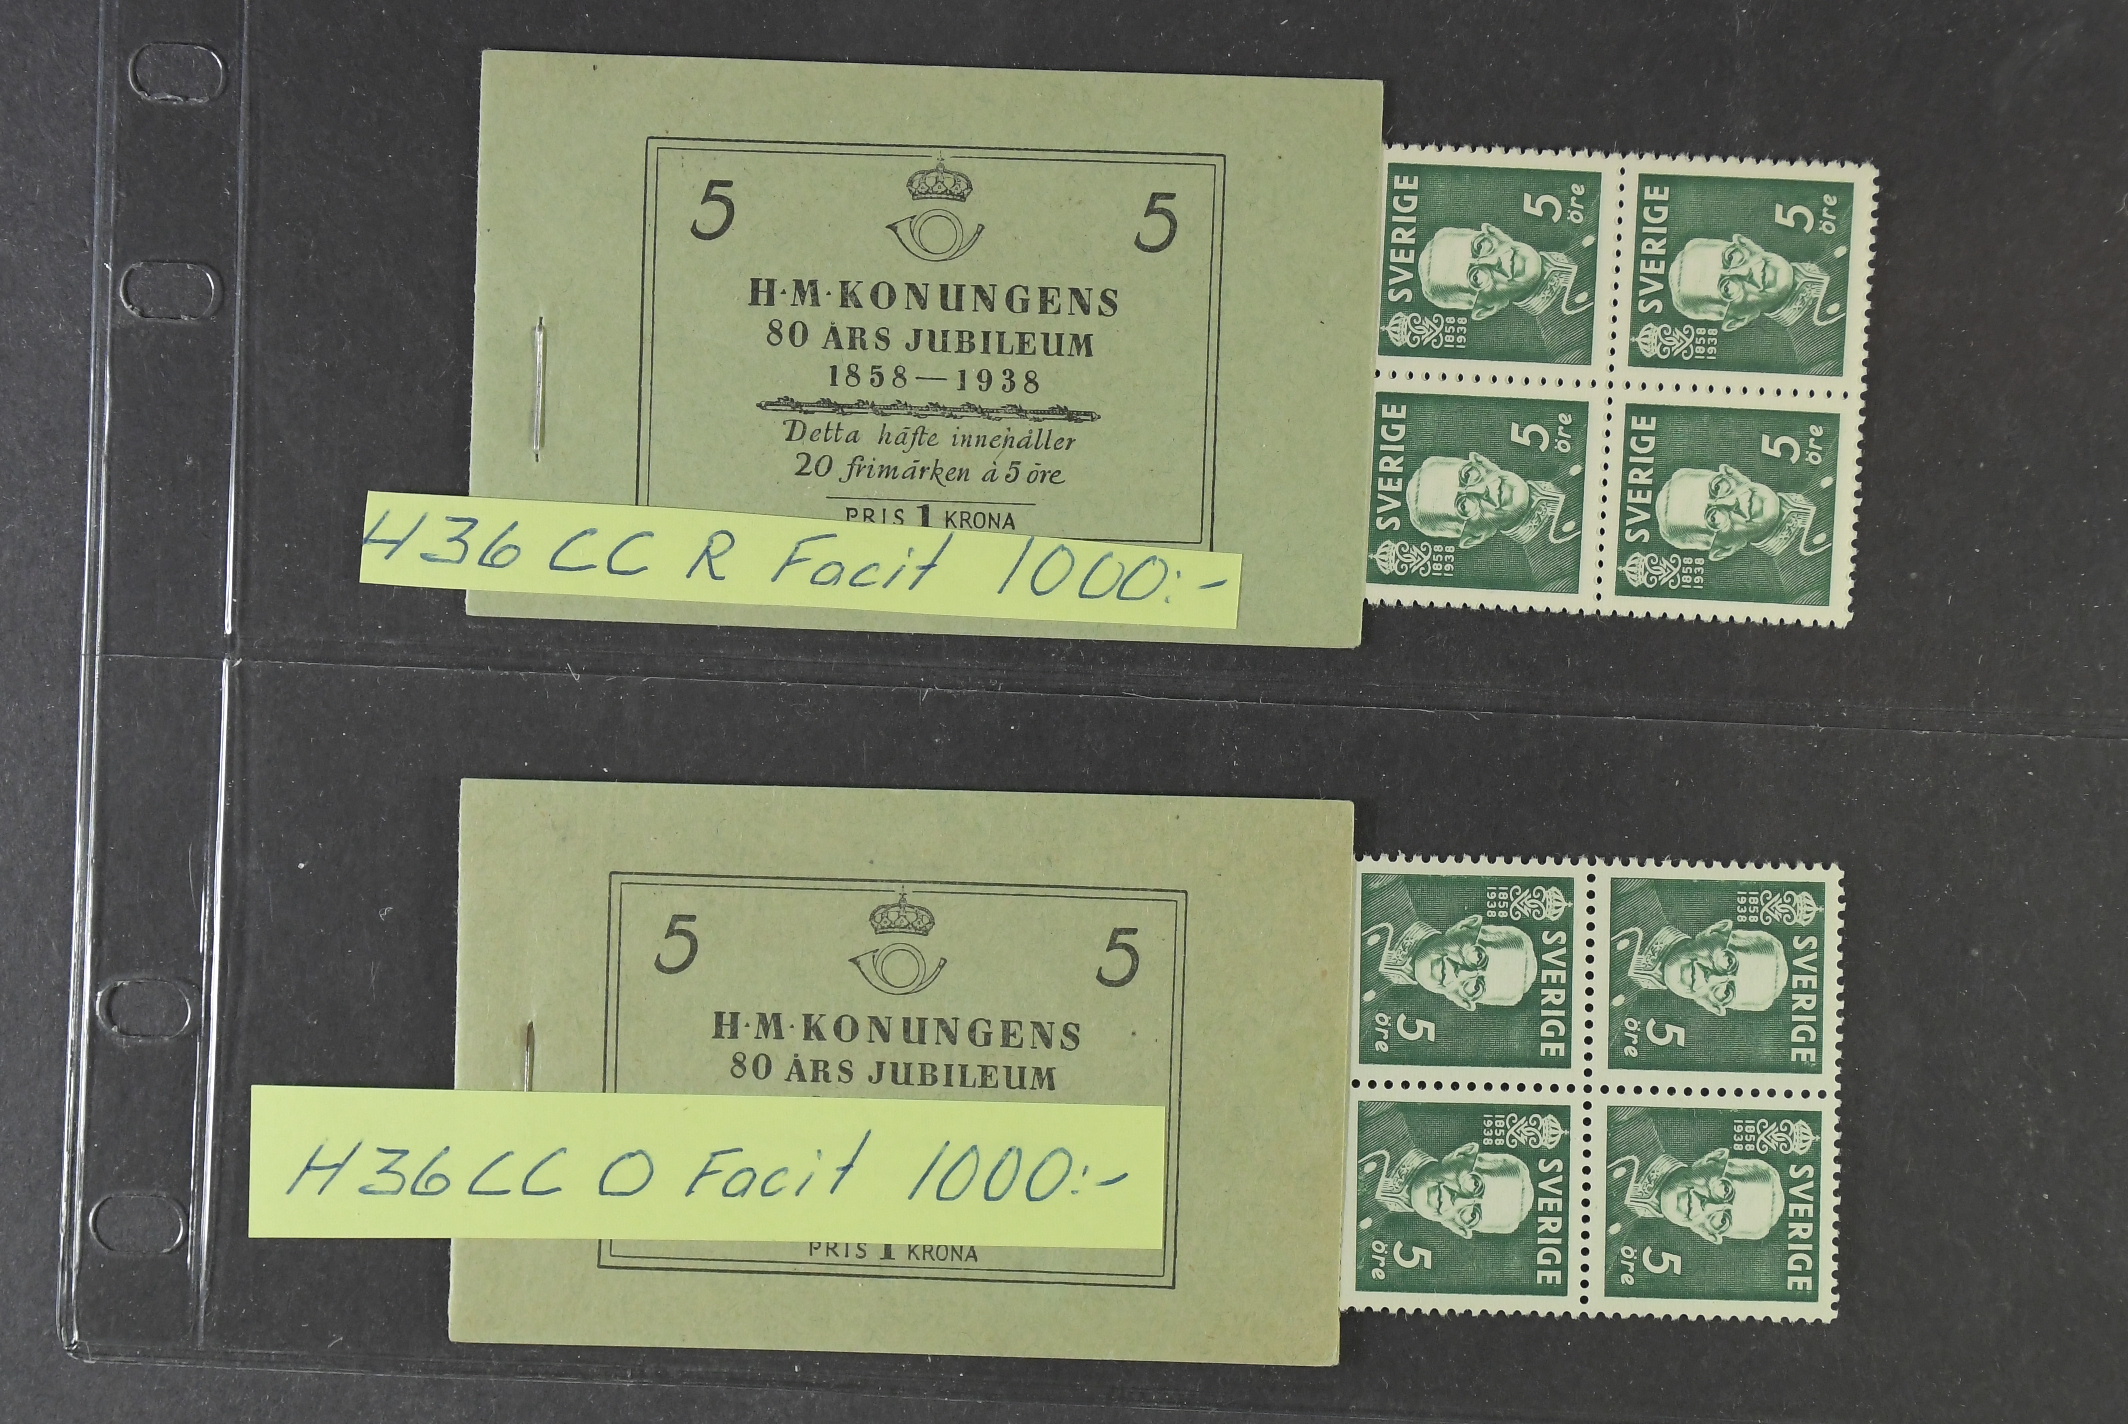 5 5
H·M·KONUNGENS
80 ÅRS JUBILEUM
1858—1938
Detta häfte innehåller
20 frimärken à 5 öre
PRIS 1 KRONA
H36 CC R Facit 1000:-
SVERIGE 5 öre 1858 1938
SVERIGE 5 öre 1858 1938
SVERIGE 5 öre 1858 1938
SVERIGE 5 öre 1858 1938
5 5
H·M·KONUNGENS
80 ÅRS JUBILEUM
H36 CC O Facit 1000:-
PRIS 1 KRONA
SVERIGE 5 öre 1858 1938
SVERIGE 5 öre 1858 1938
SVERIGE 5 öre 1858 1938
SVERIGE 5 öre 1858 1938